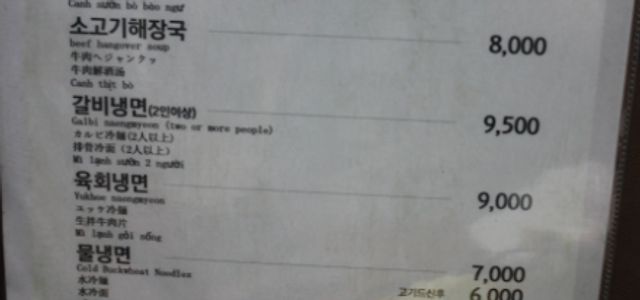 Canh sườn bò bào ngư
소고기해장국 8,000
beef hangover soup
牛肉ヘジャンクッ
牛肉解酒汤
Canh thịt bò
갈비냉면(2인이상) 9,500
Galbi naengmyeon (two or more people)
カルビ冷麺(2人以上)
排骨冷面 (2人以上)
Mì lạnh sườn 2 người
육회냉면 9,000
Yukhoe naengmyeon
ユッケ冷麺
生拌牛肉片
Mì lạnh gỏi sống
물냉면 7,000
Cold Buckwheat Noodles
水冷麺
水冷面 고기드신후 6,000